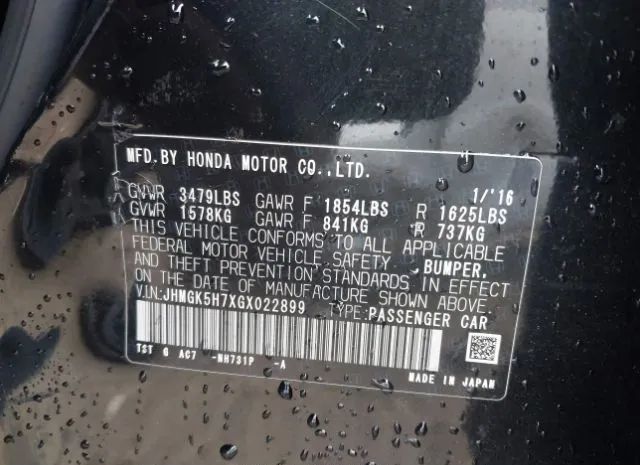 MFD.BY HONDA MOTOR CO.,LTD.
1/'16
GVWR 3479LBS GAWR F 1854LBS R 1625LBS
GVWR 1578KG GAWR F 841KG R 737KG
THIS VEHICLE CONFORMS TO ALL APPLICABLE
FEDERAL MOTOR VEHICLE SAFETY, BUMPER,
AND THEFT PREVENTION STANDARDS IN EFFECT
ON THE DATE OF MANUFACTURE SHOWN ABOVE.
V.I.N:JHMGK5H7XGX022899 TYPE:PASSENGER CAR
TST G AC7 -NH731P -A
MADE IN JAPAN